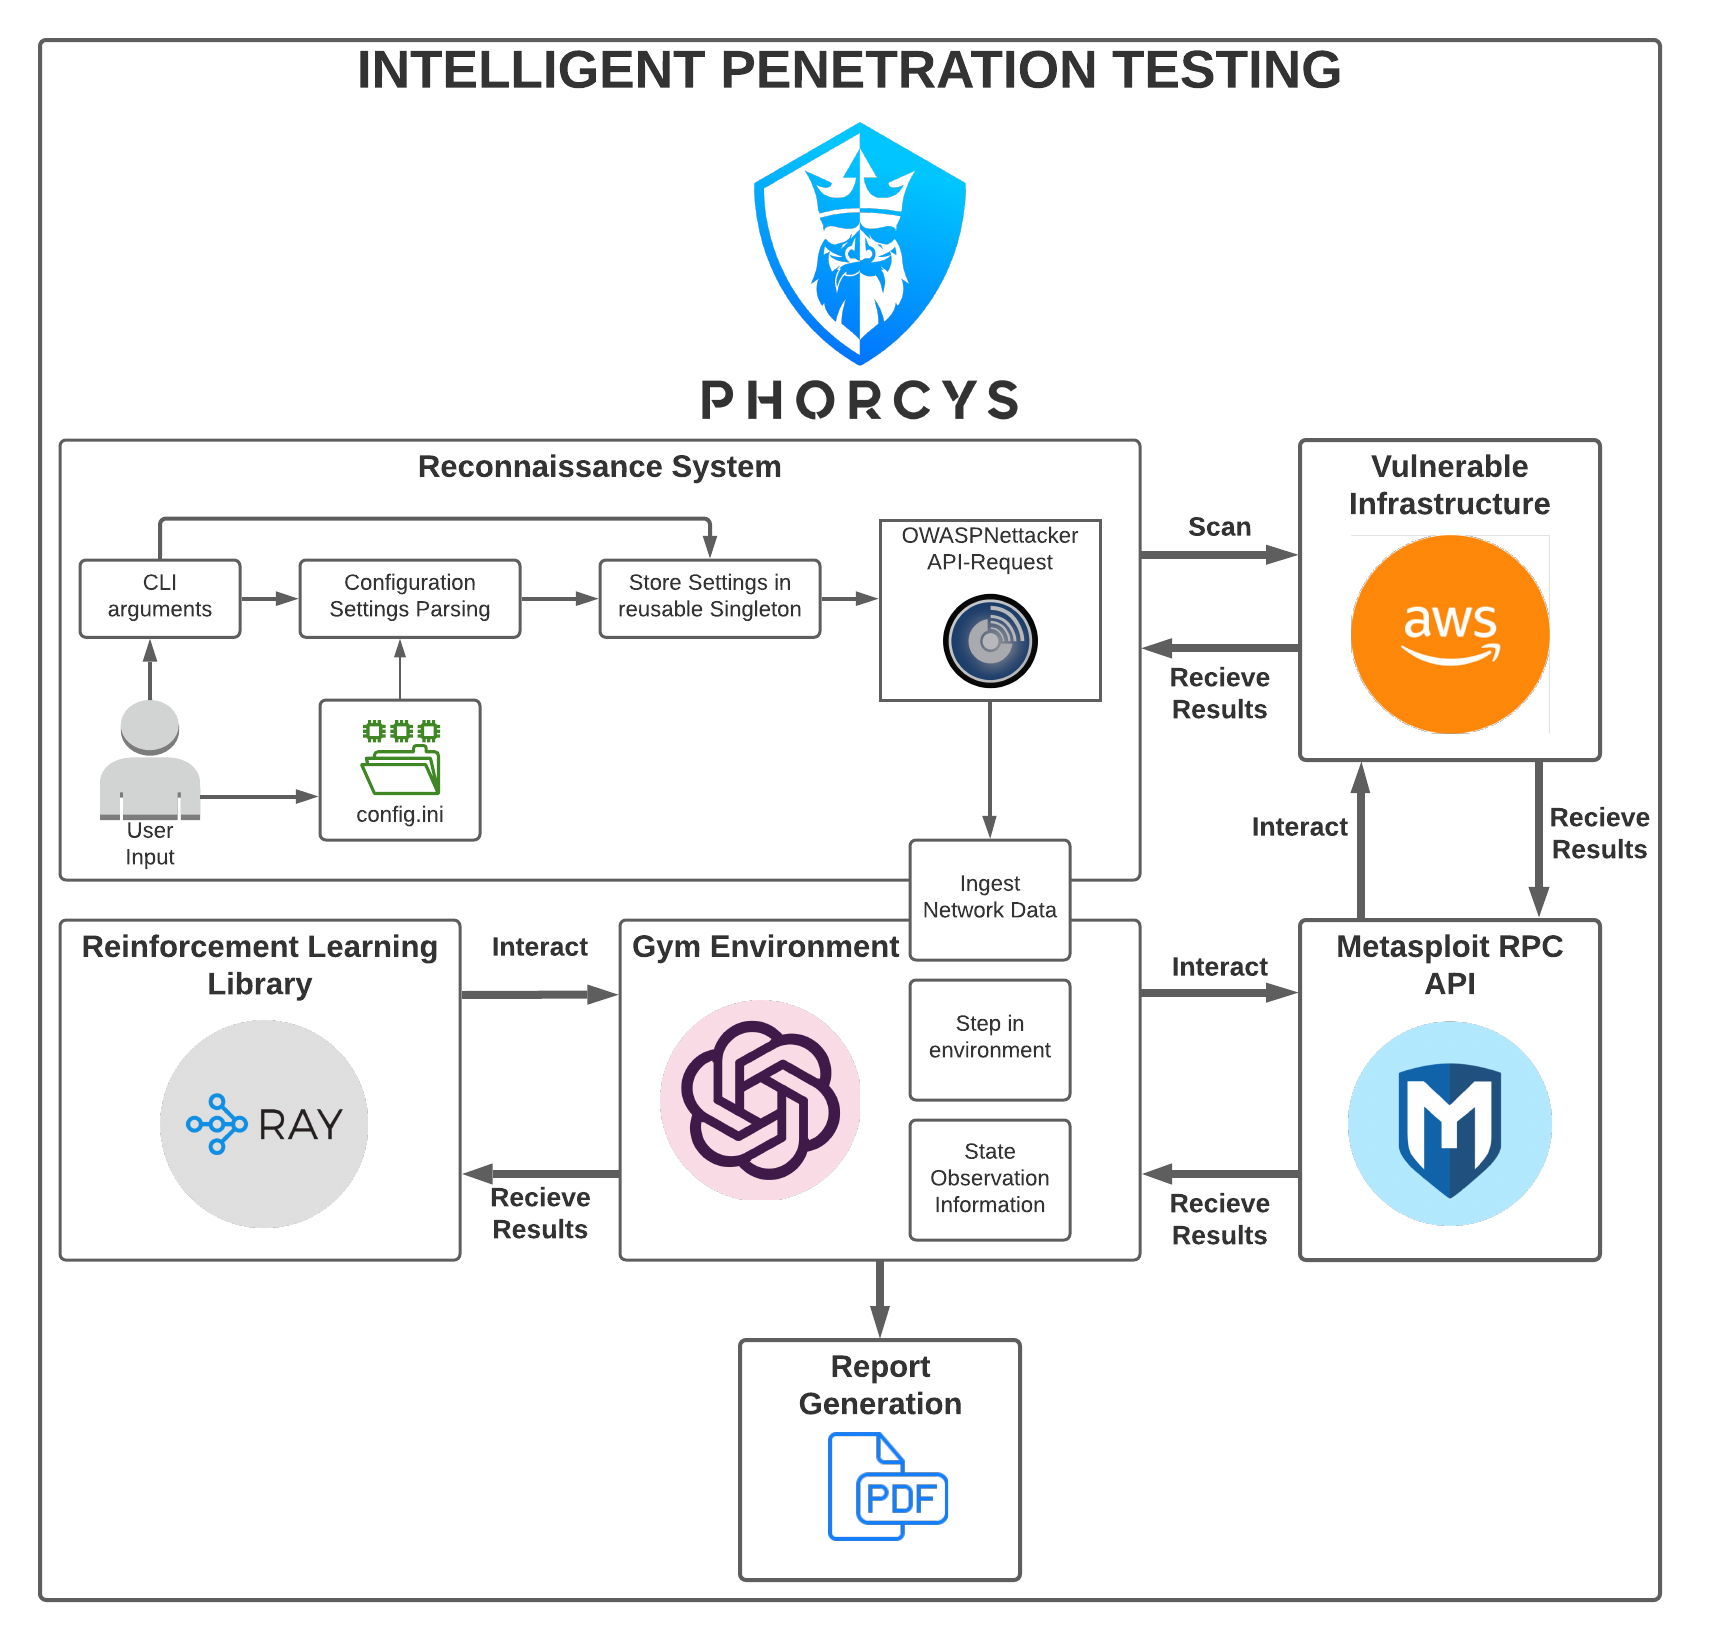 INTELLIGENT PENETRATION TESTING
PHORCYS
Reconnaissance System
CLI
arguments
Configuration
Settings Parsing
Store Settings in
reusable Singleton
OWASPNettacker
API-Request
User
Input
config.ini
Ingest
Network Data
Scan
Recieve
Results
Vulnerable
Infrastructure
aws
Interact
Recieve
Results
Reinforcement Learning
Library
RAY
Interact
Recieve
Results
Gym Environment
Step in
environment
State
Observation
Information
Interact
Recieve
Results
Metasploit RPC
API
M
Report
Generation
PDF